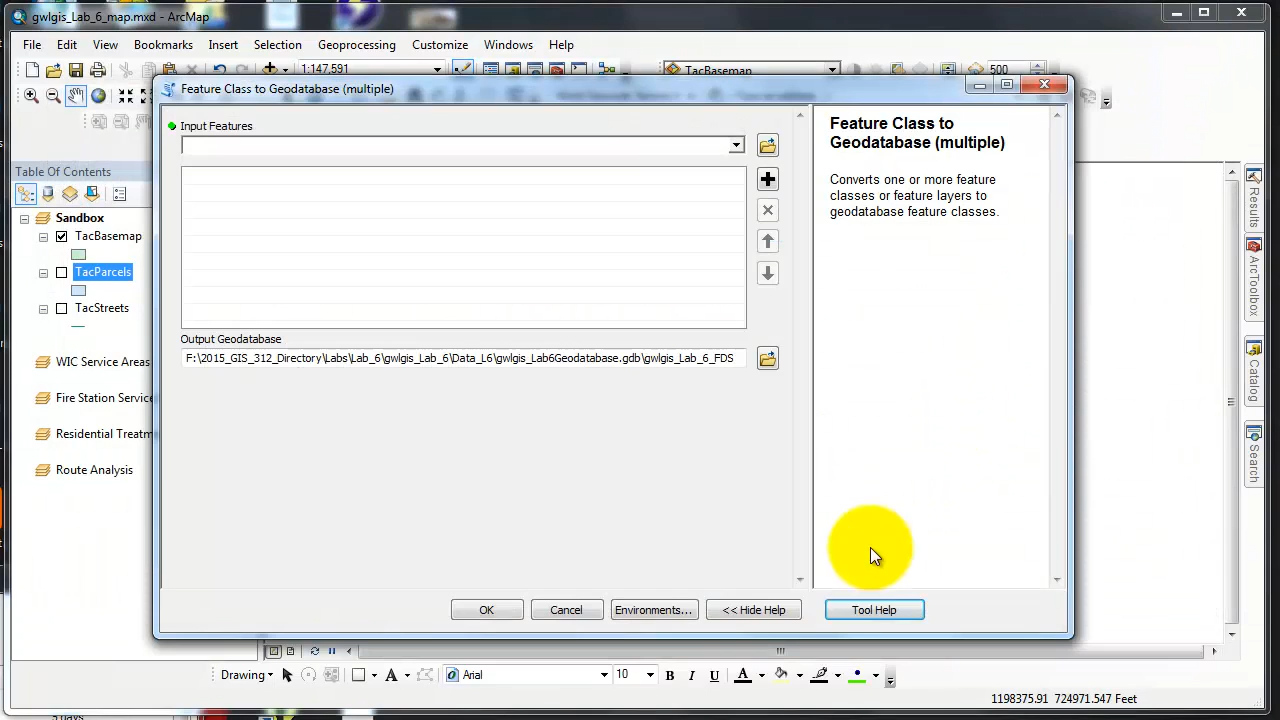 gwlgis_Lab_6_map.mxd - ArcMap
File Edit View Bookmarks Insert Selection Geoprocessing Customize Windows Help
1:147,591 TacBasemap 500
Feature Class to Geodatabase (multiple)
Table Of Contents
Sandbox
TacBasemap
TacParcels
TacStreets
WIC Service Areas
Fire Station Service
Residential Treatm
Route Analysis
Input Features
Output Geodatabase
F:\2015_GIS_312_Directory\Labs\Lab_6\gwlgis_Lab_6\Data_L6\gwlgis_Lab6Geodatabase.gdb\gwlgis_Lab_6_FDS
OK Cancel Environments... << Hide Help Tool Help
Feature Class to
Geodatabase (multiple)
Converts one or more feature
classes or feature layers to
geodatabase feature classes.
Results
ArcToolbox
Catalog
Search
Drawing A Arial 10 B I U A
1198375.91 724971.547 Feet
5 days